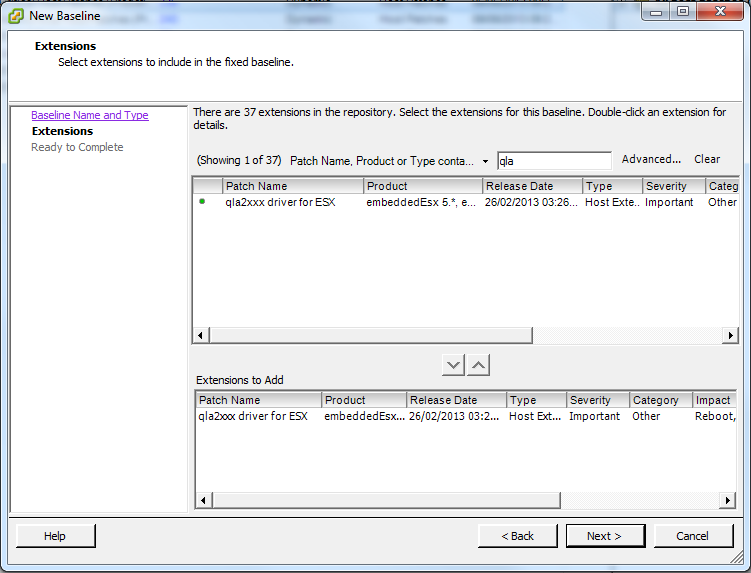 New Baseline
Extensions
Select extensions to include in the fixed baseline.
Baseline Name and Type
Extensions
Ready to Complete
There are 37 extensions in the repository. Select the extensions for this baseline. Double-click an extension for
details.
(Showing 1 of 37) Patch Name, Product or Type conta... qla Advanced... Clear
Patch Name Product Release Date Type Severity Categ
qla2xxx driver for ESX embeddedEsx 5.*, e... 26/02/2013 03:26... Host Exte... Important Other
Extensions to Add
Patch Name Product Release Date Type Severity Category Impact
qla2xxx driver for ESX embeddedEsx... 26/02/2013 03:2... Host Ext... Important Other Reboot,
Help < Back Next > Cancel